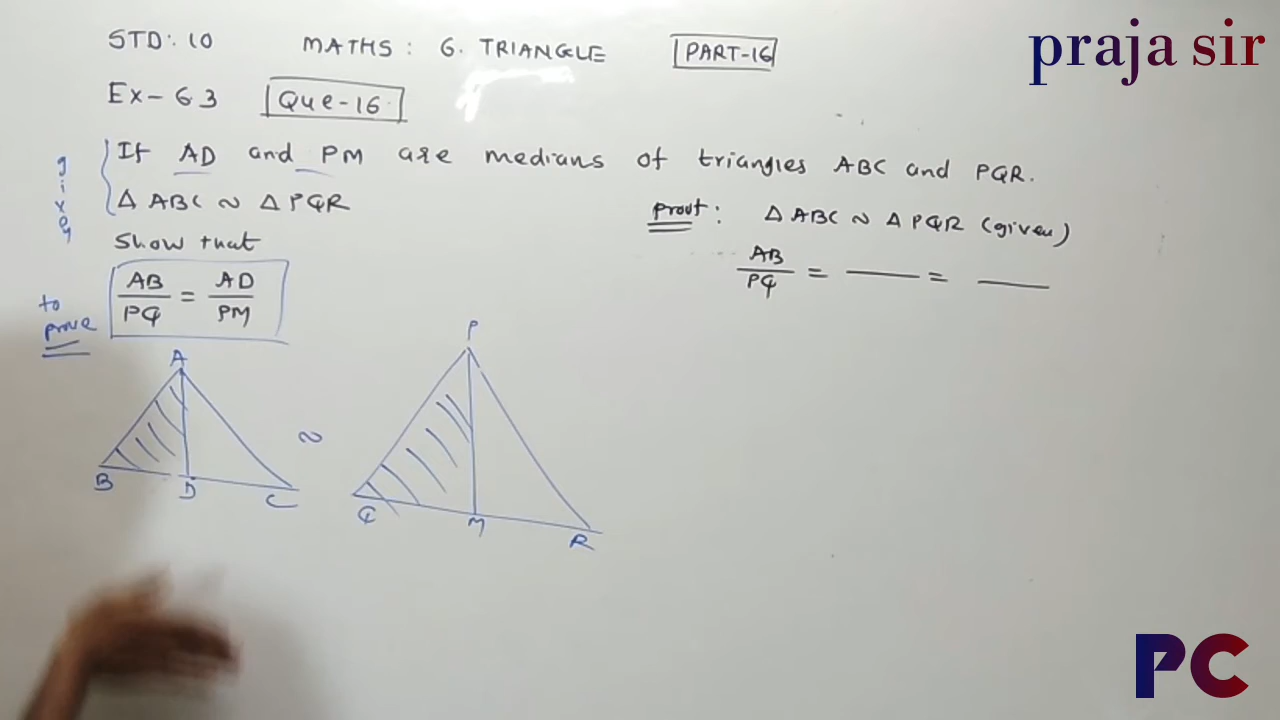 praja sir
STD: 10 MATHS: 6. TRIANGLE PART-16
Ex-6.3 Que-16
given
If AD and PM are medians of triangles ABC and PQR.
Δ ABC ~ Δ PQR
Show that
to prove
AB/PQ = AD/PM
Proof: Δ ABC ~ Δ PQR (given)
AB/PQ = ____ = ____
A
B D C
~
P
Q M R
PC